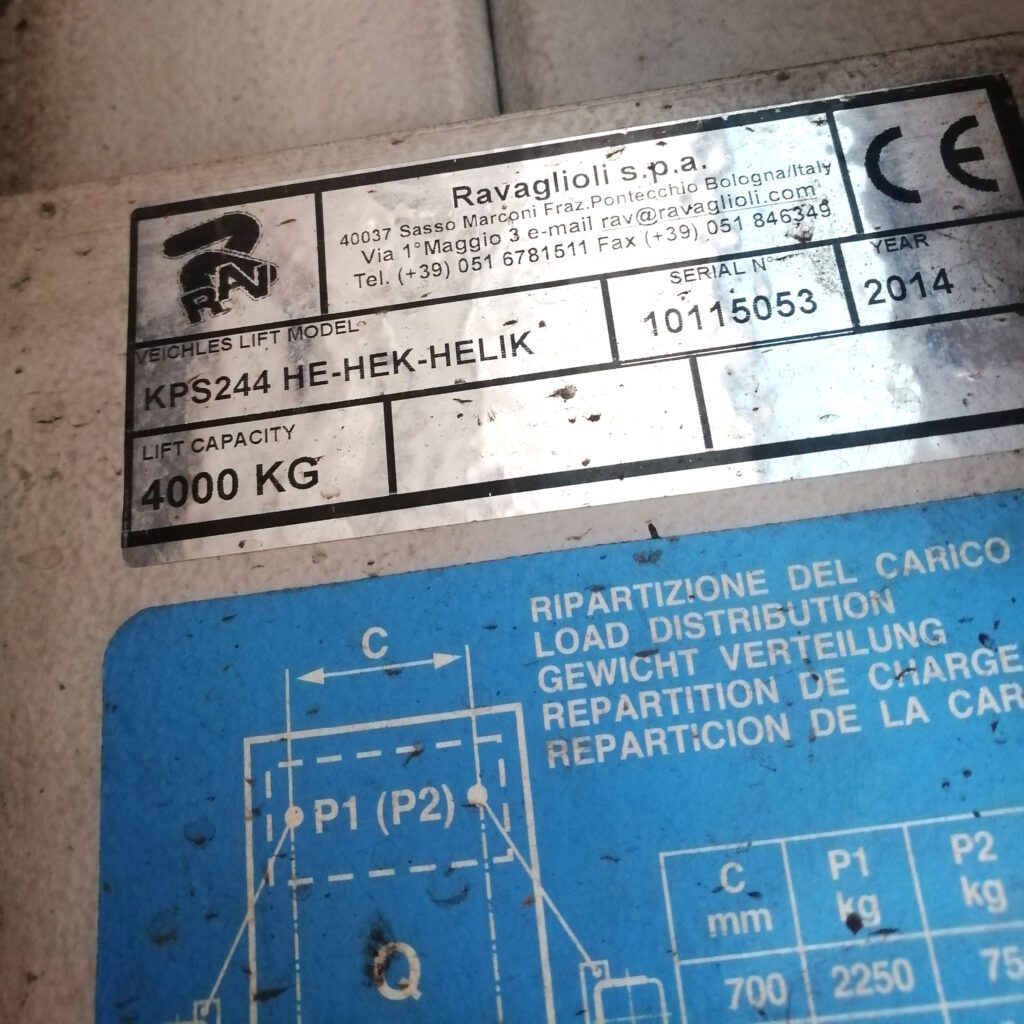 RAV
Ravaglioli s.p.a.
40037 Sasso Marconi Fraz.Pontecchio Bologna/Italy
Via 1°Maggio 3 e-mail rav@ravaglioli.com
Tel. (+39) 051 6781511 Fax (+39) 051 846349
CE
VEICHLES LIFT MODEL
KPS244 HE-HEK-HELIK
SERIAL N°
10115053
YEAR
2014
LIFT CAPACITY
4000 KG
RIPARTIZIONE DEL CARICO
LOAD DISTRIBUTION
GEWICHT VERTEILUNG
REPARTITION DE CHARGE
REPARTICION DE LA CAR
C
P1 (P2)
Q
C mm P1 kg P2 kg
700 2250 75